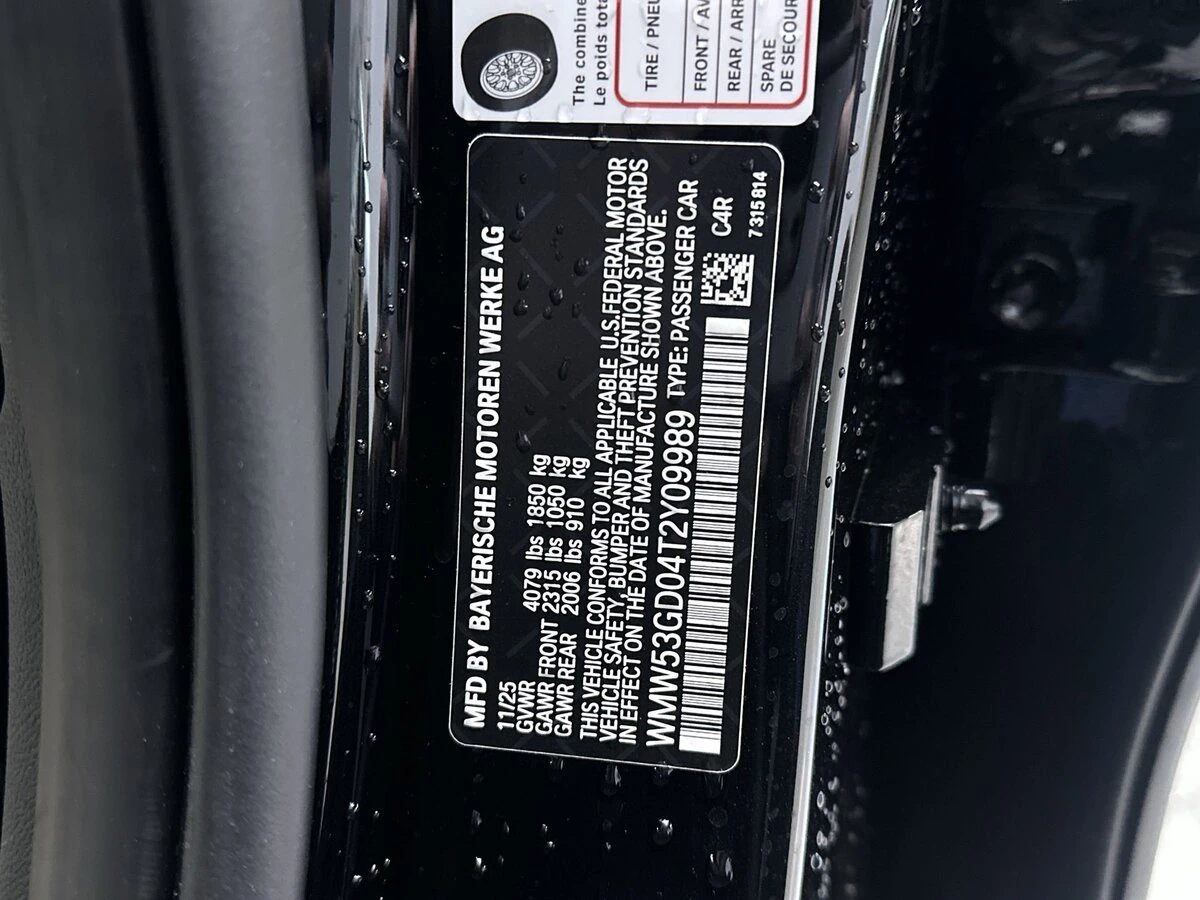 The combine
Le poids tota
TIRE / PNEU
FRONT / AV
REAR / ARR
SPARE
DE SECOUR
MFD BY BAYERISCHE MOTOREN WERKE AG
11/25
GVWR 4079 lbs 1850 kg
GAWR FRONT 2315 lbs 1050 kg
GAWR REAR 2006 lbs 910 kg
THIS VEHICLE CONFORMS TO ALL APPLICABLE U.S.FEDERAL MOTOR
VEHICLE SAFETY, BUMPER AND THEFT PREVENTION STANDARDS
IN EFFECT ON THE DATE OF MANUFACTURE SHOWN ABOVE.
WMW53GD04T2Y09989 TYPE: PASSENGER CAR
C4R
7 315 814